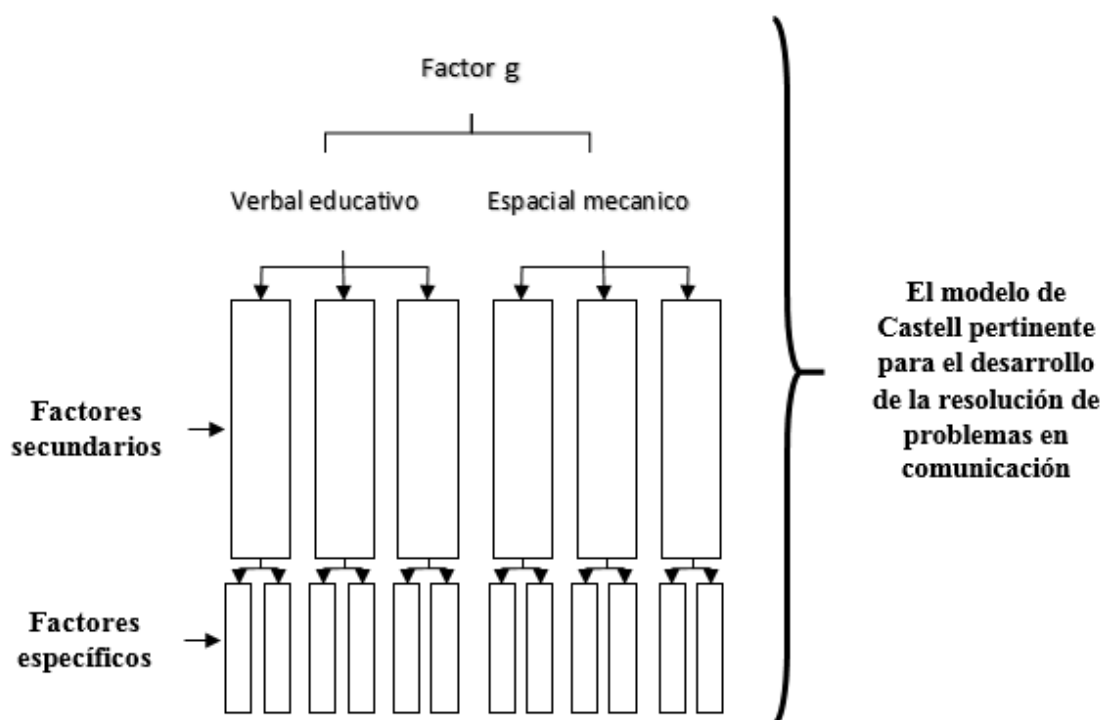 Factor g
Verbal educativo
Espacial mecanico
Factores
secundarios
Factores
específicos
El modelo de
Castell pertinente
para el desarrollo
de la resolución de
problemas en
comunicación